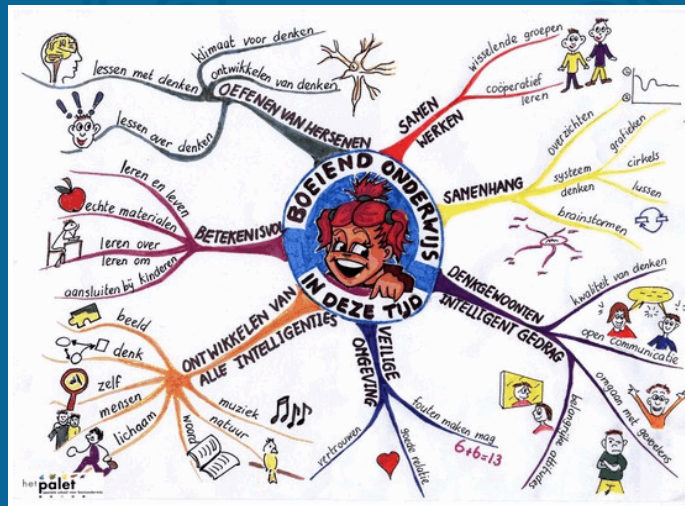 BOEIEND ONDERWIJS
IN DEZE TIJD
OEFENEN VAN HERSENEN
klimaat voor denken
ontwikkelen van denken
lessen met denken
lessen over denken
SAMEN
WERKEN
wisselende groepen
coöperatief
leren
SAMENHANG
overzichten
systeem
denken
grafieken
cirkels
lussen
brainstormen
DENKGEWOONTEN
INTELLIGENT GEDRAG
kwaliteit van denken
open communicatie
omgaan met gevoelens
belangrijke attitudes
VEILIGE
OMGEVING
fouten maken mag
6+6=13
goede relatie
vertrouwen
ONTWIKKELEN VAN
ALLE INTELLIGENTIES
beeld
denk
zelf
mensen
lichaam
woord
natuur
muziek
BETEKENISVOL
leren en leven
echte materialen
leren over
leren om
aansluiten bij kinderen
het palet